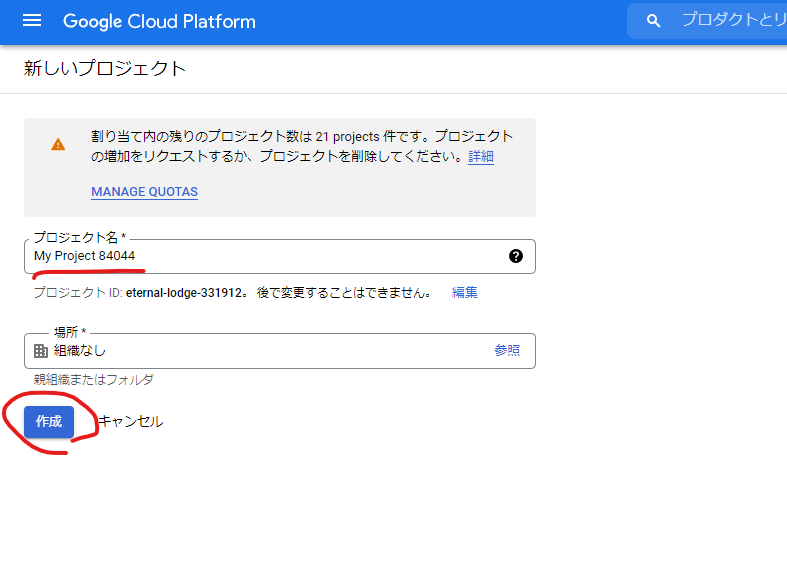 Google Cloud Platform
プロダクトとリ
新しいプロジェクト
割り当て内の残りのプロジェクト数は 21 projects 件です。プロジェクト
の増加をリクエストするか、プロジェクトを削除してください。詳細
MANAGE QUOTAS
プロジェクト名 *
My Project 84044
プロジェクト ID: eternal-lodge-331912。 後で変更することはできません。 編集
場所 *
組織なし 参照
親組織またはフォルダ
作成 キャンセル